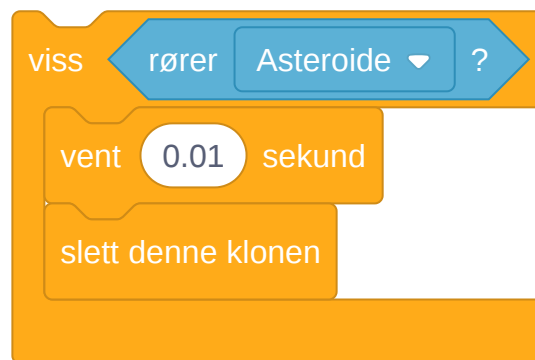 viss rører Asteroide ?
vent 0.01 sekund
slett denne klonen